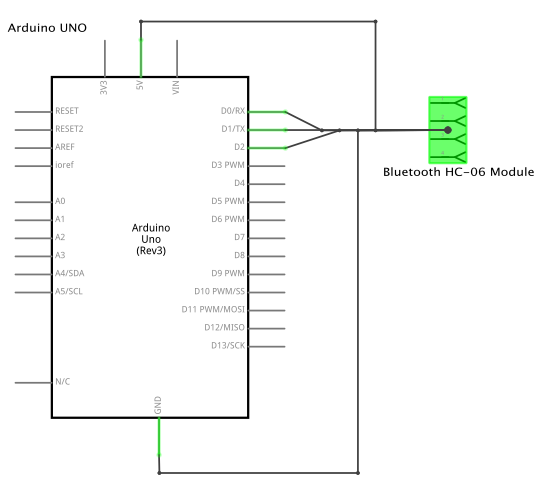 Arduino UNO
3V3
5V
VIN
RESET
RESET2
AREF
ioref
A0
A1
A2
A3
A4/SDA
A5/SCL
N/C
D0/RX
D1/TX
D2
D3 PWM
D4
D5 PWM
D6 PWM
D7
D8
D9 PWM
D10 PWM/SS
D11 PWM/MOSI
D12/MISO
D13/SCK
Arduino
Uno
(Rev3)
GND
Bluetooth HC-06 Module